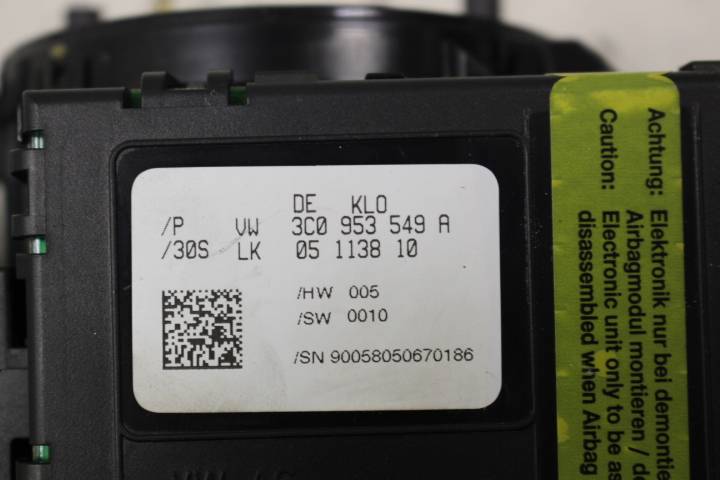 DE KLO
/P VW 3C0 953 549 A
/30S LK 05 1138 10
/HW 005
/SW 0010
/SN 90058050670186
Achtung: Elektronik nur bei demontie
Airbagmodul montieren / de
Caution: Electronic unit only to be as
disassembled when Airbag